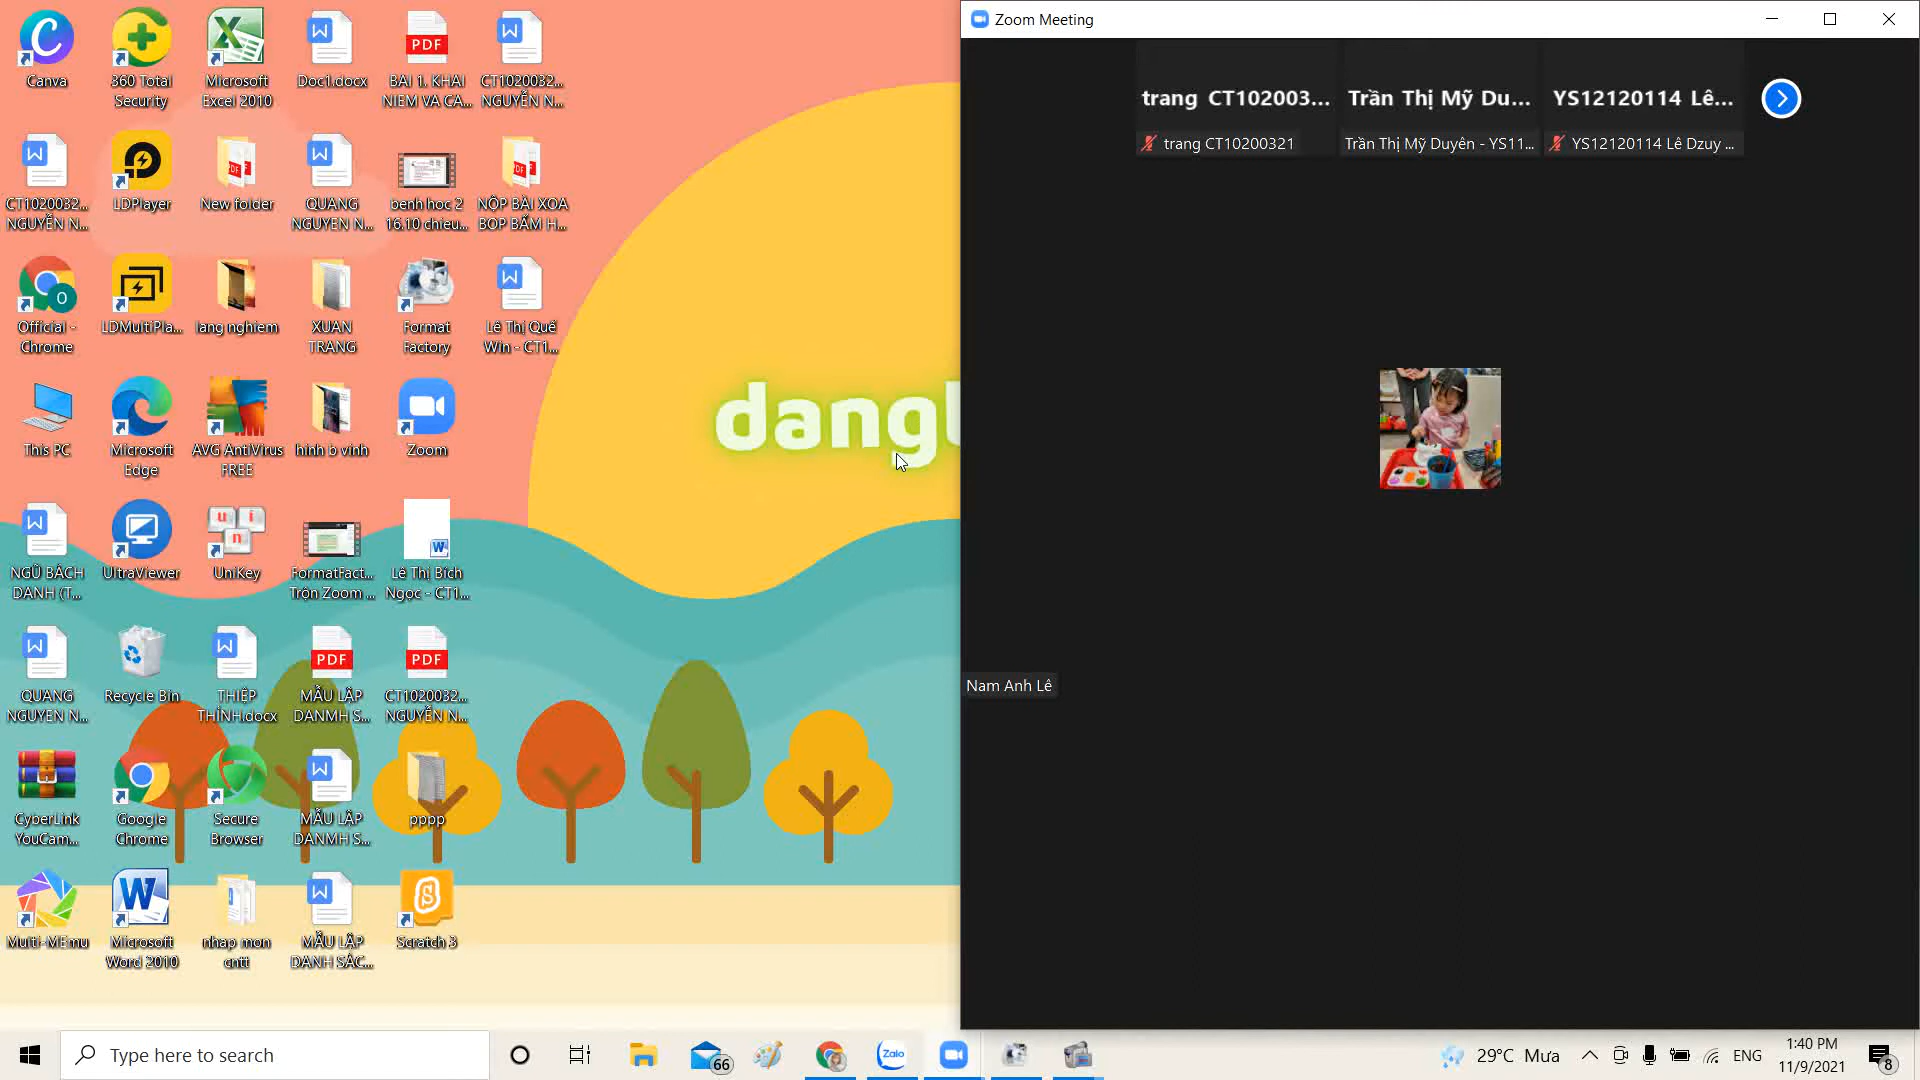 Zoom Meeting
Canva
360 Total
Security
Microsoft
Excel 2010
Doc1.docx
PDF
BAI 1. KHAI
NIEM VA CA...
CT1020032...
NGUYỄN N...
CT1020032...
NGUYỄN N...
LDPlayer
New folder
QUANG
NGUYEN N...
benh hoc 2
16.10 chieu...
NỘP BÀI XOA
BOP BẤM H...
Official -
Chrome
LDMultiPla...
lang nghiem
XUAN
TRANG
Format
Factory
Lê Thị Quế
Win - CT1...
This PC
Microsoft
Edge
AVG AntiVirus
FREE
hinh b vinh
Zoom
NGŨ BÁCH
DANH (T...
UltraViewer
UniKey
FormatFact...
Trộn Zoom ...
Lê Thị Bích
Ngọc - CT1...
QUANG
NGUYEN N...
Recycle Bin
THIỆP
THỈNH.docx
PDF
MẪU LẬP
DANMH S...
PDF
CT1020032...
NGUYỄN N...
CyberLink
YouCam...
Google
Chrome
Secure
Browser
MẪU LẬP
DANMH S...
pppp
Multi-MEmu
Microsoft
Word 2010
nhap mon
cntt
MẪU LẬP
DANH SÁC...
Scratch 3
dangl
trang CT102003...
Trần Thị Mỹ Du...
YS12120114 Lê...
trang CT10200321
Trần Thị Mỹ Duyên - YS11...
YS12120114 Lê Dzuy ...
Nam Anh Lê
Type here to search
66
Zalo
29°C Mưa
ENG
1:40 PM
11/9/2021
8